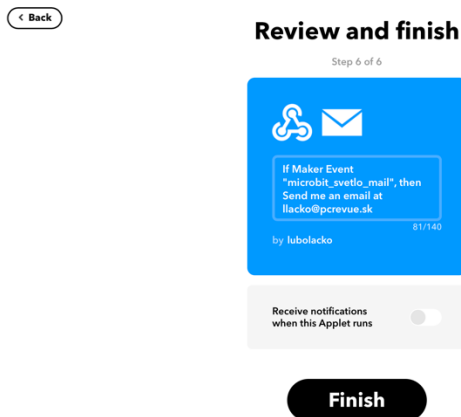 Back
Review and finish
Step 6 of 6
If Maker Event
"microbit_svetlo_mail", then
Send me an email at
llacko@pcrevue.sk
81/140
by lubolacko
Receive notifications
when this Applet runs
Finish